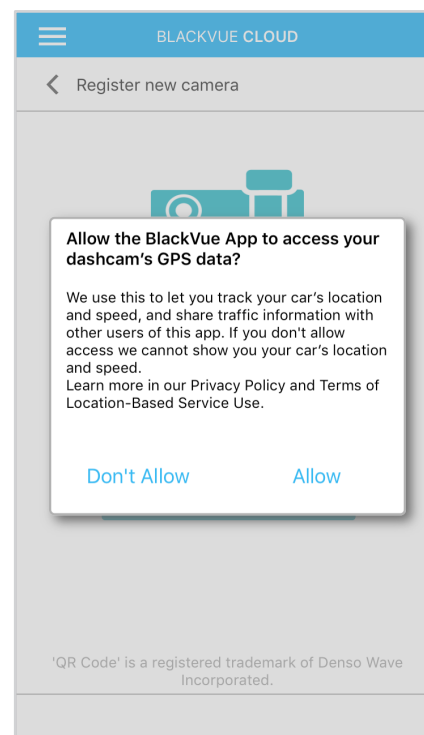 BLACKVUE CLOUD
Register new camera
Allow the BlackVue App to access your
dashcam's GPS data?
We use this to let you track your car's location
and speed, and share traffic information with
other users of this app. If you don't allow
access we cannot show you your car's location
and speed.
Learn more in our Privacy Policy and Terms of
Location-Based Service Use.
Don't Allow Allow
'QR Code' is a registered trademark of Denso Wave
Incorporated.